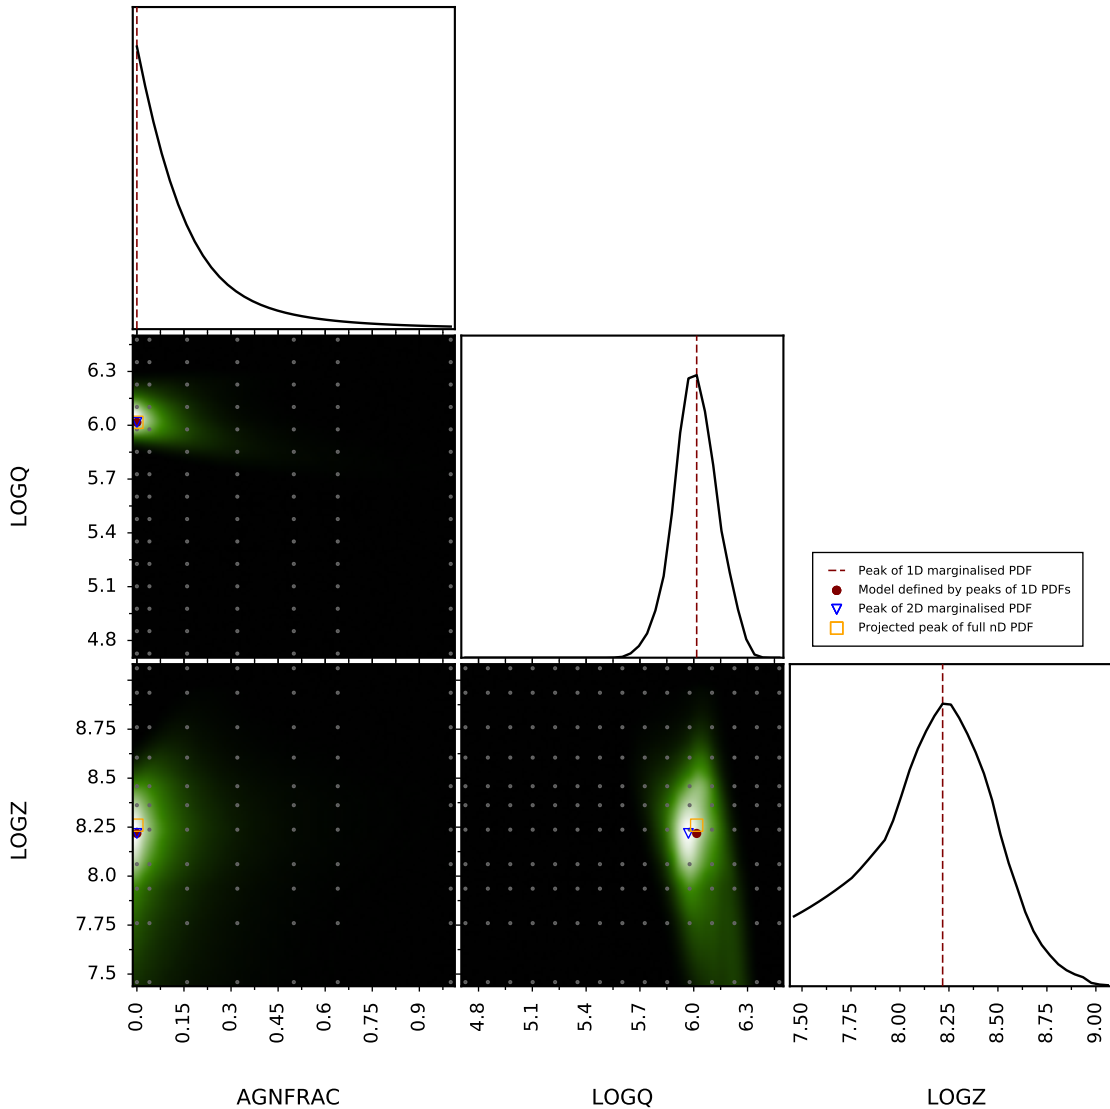 LOGQ
6.3
6.0
5.7
5.4
5.1
4.8
Peak of 1D marginalised PDF
Model defined by peaks of 1D PDFs
Peak of 2D marginalised PDF
Projected peak of full nD PDF
LOGZ
8.75
8.5
8.25
8.0
7.75
7.5
0.0 0.15 0.3 0.45 0.6 0.75 0.9
4.8 5.1 5.4 5.7 6.0 6.3
7.50 7.75 8.00 8.25 8.50 8.75 9.00
AGNFRAC
LOGQ
LOGZ